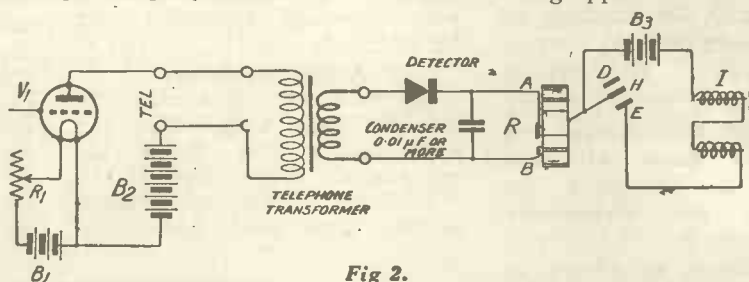 B3
V1
TEL
DETECTOR
A
D
H
I
E
R
CONDENSER
0.01 μF OR
MORE
B
R1
B2
TELEPHONE
TRANSFORMER
B1
Fig 2.